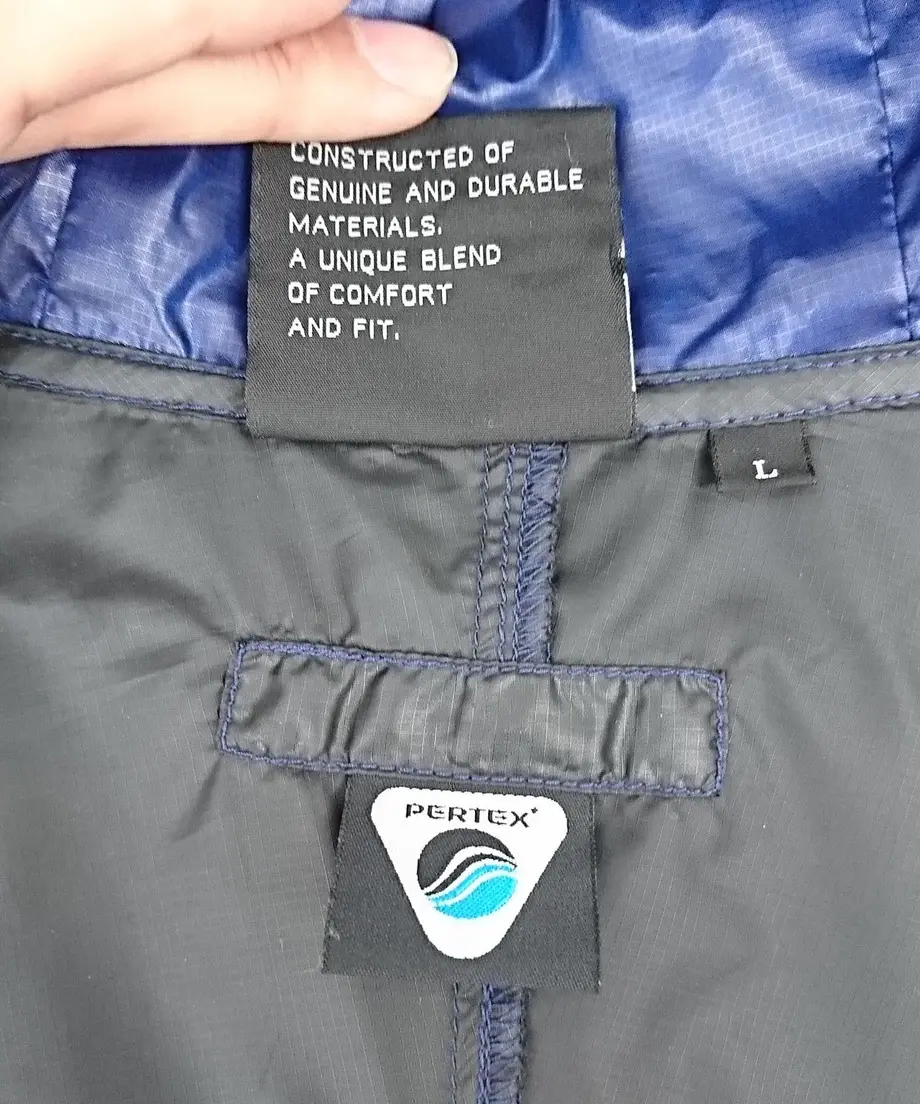 CONSTRUCTED OF
GENUINE AND DURABLE
MATERIALS.
A UNIQUE BLEND
OF COMFORT
AND FIT.
L
PERTEX